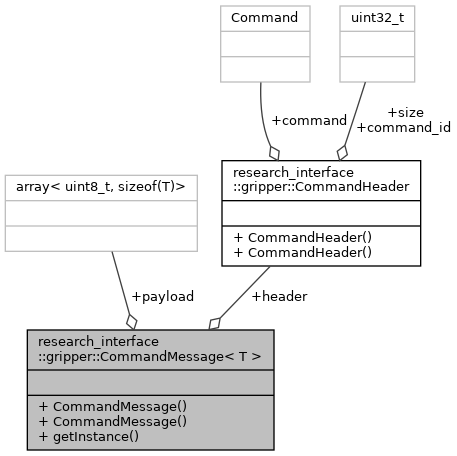 Command
uint32_t
+size
+command
+command_id
research_interface
::gripper::CommandHeader
+ CommandHeader()
+ CommandHeader()
array< uint8_t, sizeof(T)>
+payload
+header
research_interface
::gripper::CommandMessage< T >
+ CommandMessage()
+ CommandMessage()
+ getInstance()